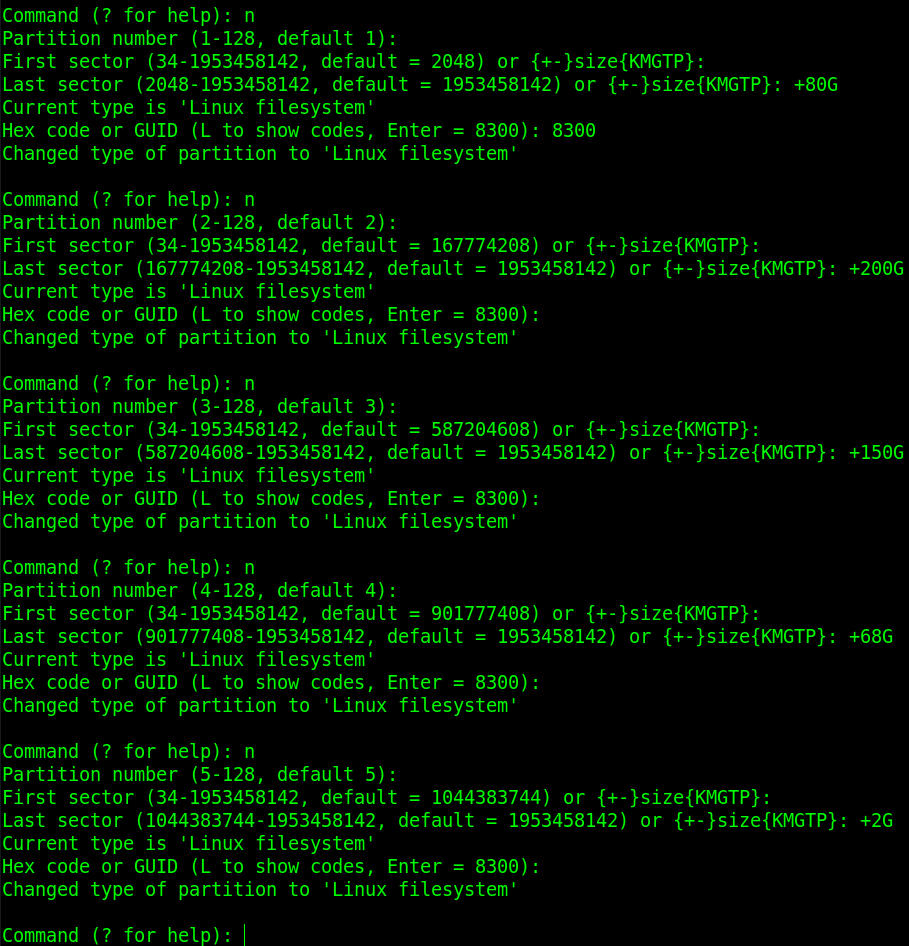 Command (? for help): n
Partition number (1-128, default 1):
First sector (34-1953458142, default = 2048) or {+-}size{KMGTP}:
Last sector (2048-1953458142, default = 1953458142) or {+-}size{KMGTP}: +80G
Current type is 'Linux filesystem'
Hex code or GUID (L to show codes, Enter = 8300): 8300
Changed type of partition to 'Linux filesystem'

Command (? for help): n
Partition number (2-128, default 2):
First sector (34-1953458142, default = 167774208) or {+-}size{KMGTP}:
Last sector (167774208-1953458142, default = 1953458142) or {+-}size{KMGTP}: +200G
Current type is 'Linux filesystem'
Hex code or GUID (L to show codes, Enter = 8300):
Changed type of partition to 'Linux filesystem'

Command (? for help): n
Partition number (3-128, default 3):
First sector (34-1953458142, default = 587204608) or {+-}size{KMGTP}:
Last sector (587204608-1953458142, default = 1953458142) or {+-}size{KMGTP}: +150G
Current type is 'Linux filesystem'
Hex code or GUID (L to show codes, Enter = 8300):
Changed type of partition to 'Linux filesystem'

Command (? for help): n
Partition number (4-128, default 4):
First sector (34-1953458142, default = 901777408) or {+-}size{KMGTP}:
Last sector (901777408-1953458142, default = 1953458142) or {+-}size{KMGTP}: +68G
Current type is 'Linux filesystem'
Hex code or GUID (L to show codes, Enter = 8300):
Changed type of partition to 'Linux filesystem'

Command (? for help): n
Partition number (5-128, default 5):
First sector (34-1953458142, default = 1044383744) or {+-}size{KMGTP}:
Last sector (1044383744-1953458142, default = 1953458142) or {+-}size{KMGTP}: +2G
Current type is 'Linux filesystem'
Hex code or GUID (L to show codes, Enter = 8300):
Changed type of partition to 'Linux filesystem'

Command (? for help):